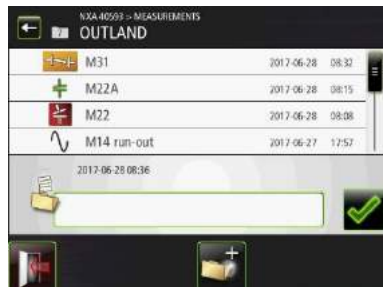 NXA 40593 > MEASUREMENTS
OUTLAND
M31 2017-06-28 08:32
M22A 2017-06-28 08:15
M22 2017-06-28 08:08
M14 run-out 2017-06-27 17:57
2017-06-28 08:36